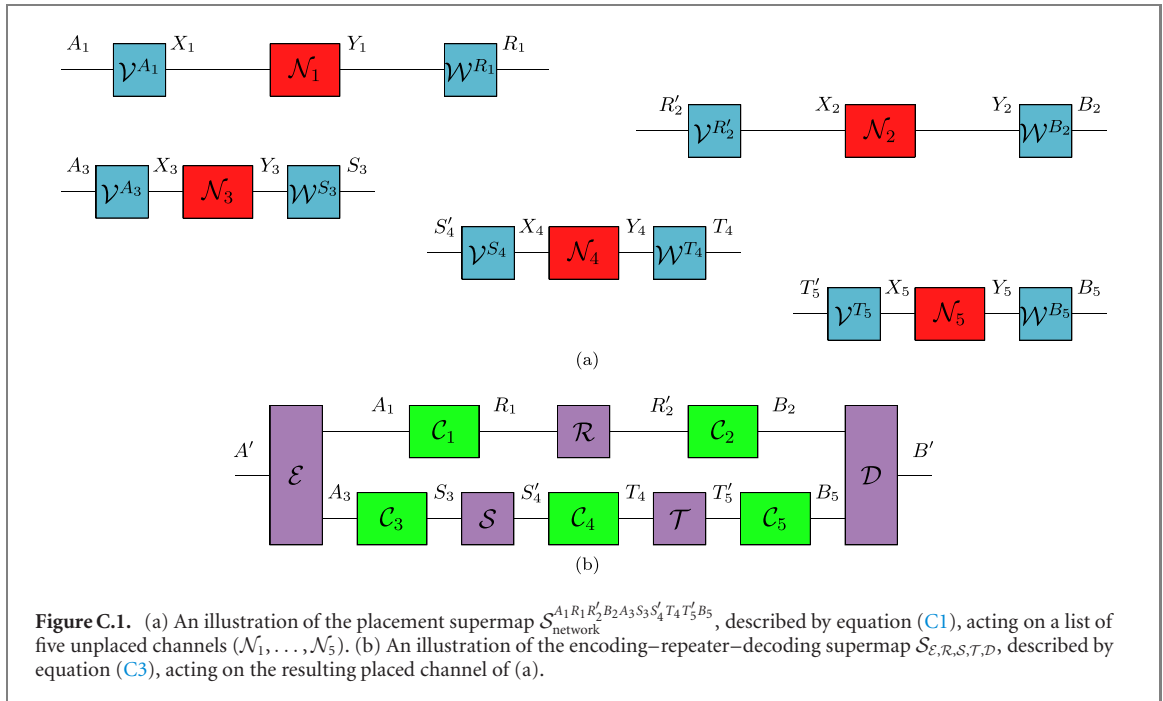 A₁ X₁ Y₁ R₁
𝒱^{A₁} 𝒩₁ 𝒲^{R₁}
R′₂ X₂ Y₂ B₂
𝒱^{R′₂} 𝒩₂ 𝒲^{B₂}
A₃ X₃ Y₃ S₃
𝒱^{A₃} 𝒩₃ 𝒲^{S₃}
S′₄ X₄ Y₄ T₄
𝒱^{S₄} 𝒩₄ 𝒲^{T₄}
T′₅ X₅ Y₅ B₅
𝒱^{T₅} 𝒩₅ 𝒲^{B₅}
(a)
A₁ R₁ R′₂ B₂
𝒞₁ ℛ 𝒞₂
A′ B′
ℰ 𝒟
A₃ S₃ S′₄ T₄ T′₅ B₅
𝒞₃ 𝒮 𝒞₄ 𝒯 𝒞₅
(b)
Figure C.1. (a) An illustration of the placement supermap 𝒮_{network}^{A₁R₁R′₂B₂A₃S₃S′₄T₄T′₅B₅}, described by equation (C1), acting on a list of
five unplaced channels (𝒩₁, . . . , 𝒩₅). (b) An illustration of the encoding–repeater–decoding supermap 𝒮_{ℰ,ℛ,𝒮,𝒯,𝒟}, described by
equation (C3), acting on the resulting placed channel of (a).